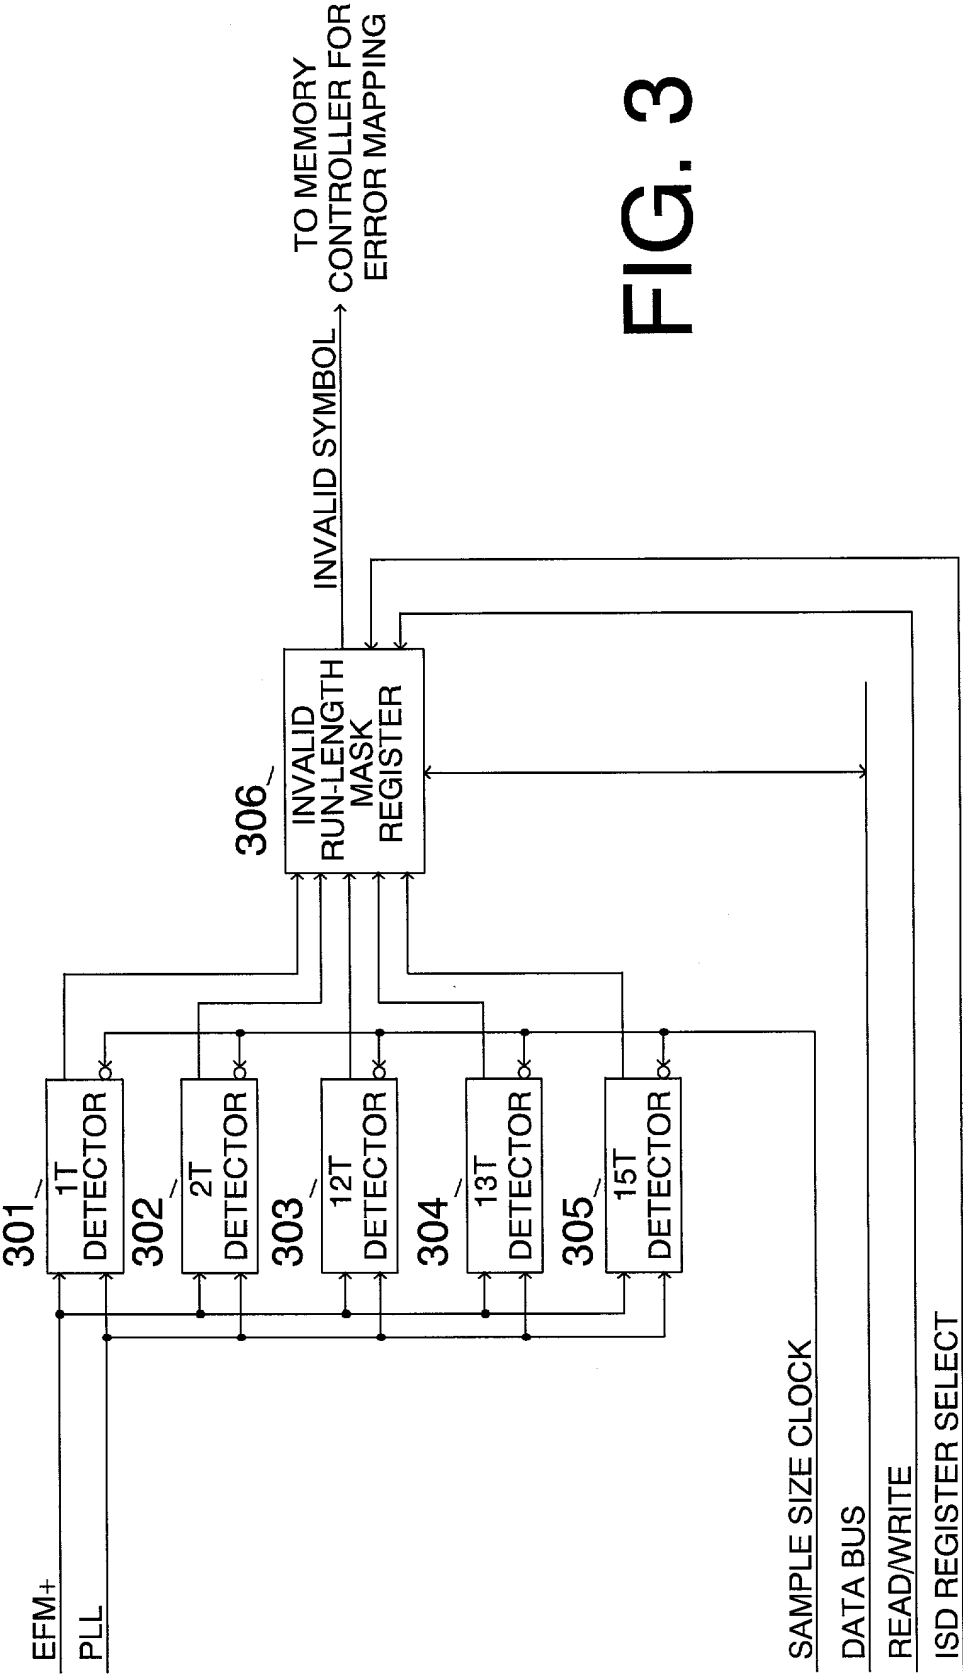 EFM+
PLL
301
1T
DETECTOR
302
2T
DETECTOR
303
12T
DETECTOR
304
13T
DETECTOR
305
15T
DETECTOR
306
INVALID
RUN-LENGTH
MASK
REGISTER
INVALID SYMBOL
TO MEMORY
CONTROLLER FOR
ERROR MAPPING
SAMPLE SIZE CLOCK
DATA BUS
READ/WRITE
ISD REGISTER SELECT
FIG. 3